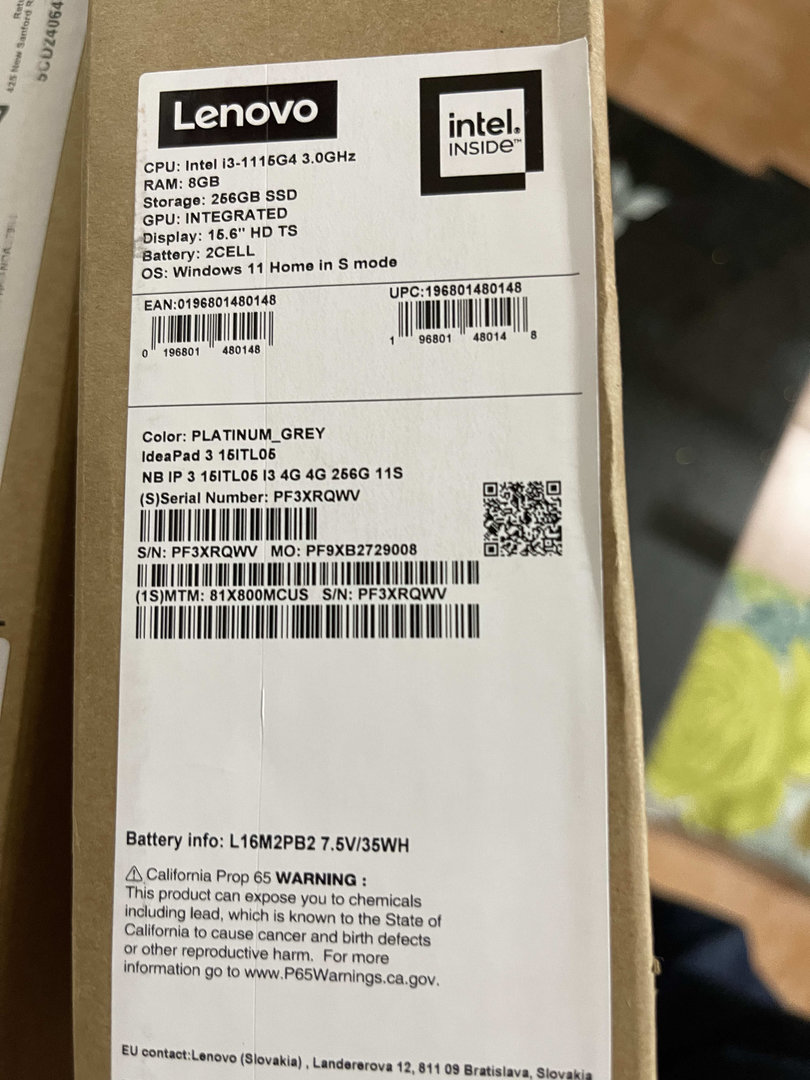 425 New Sanford R
5CD24064
Lenovo
intel.
INSIDE™
CPU: Intel i3-1115G4 3.0GHz
RAM: 8GB
Storage: 256GB SSD
GPU: INTEGRATED
Display: 15.6" HD TS
Battery: 2CELL
OS: Windows 11 Home in S mode
EAN:0196801480148
0 196801 480148
UPC:196801480148
1 96801 48014 8
Color: PLATINUM_GREY
IdeaPad 3 15ITL05
NB IP 3 15ITL05 I3 4G 4G 256G 11S
(S)Serial Number: PF3XRQWV
S/N: PF3XRQWV MO: PF9XB2729008
(1S)MTM: 81X800MCUS S/N: PF3XRQWV
Battery info: L16M2PB2 7.5V/35WH
⚠ California Prop 65 WARNING :
This product can expose you to chemicals
including lead, which is known to the State of
California to cause cancer and birth defects
or other reproductive harm. For more
information go to www.P65Warnings.ca.gov.
EU contact:Lenovo (Slovakia) , Landererova 12, 811 09 Bratislava, Slovakia